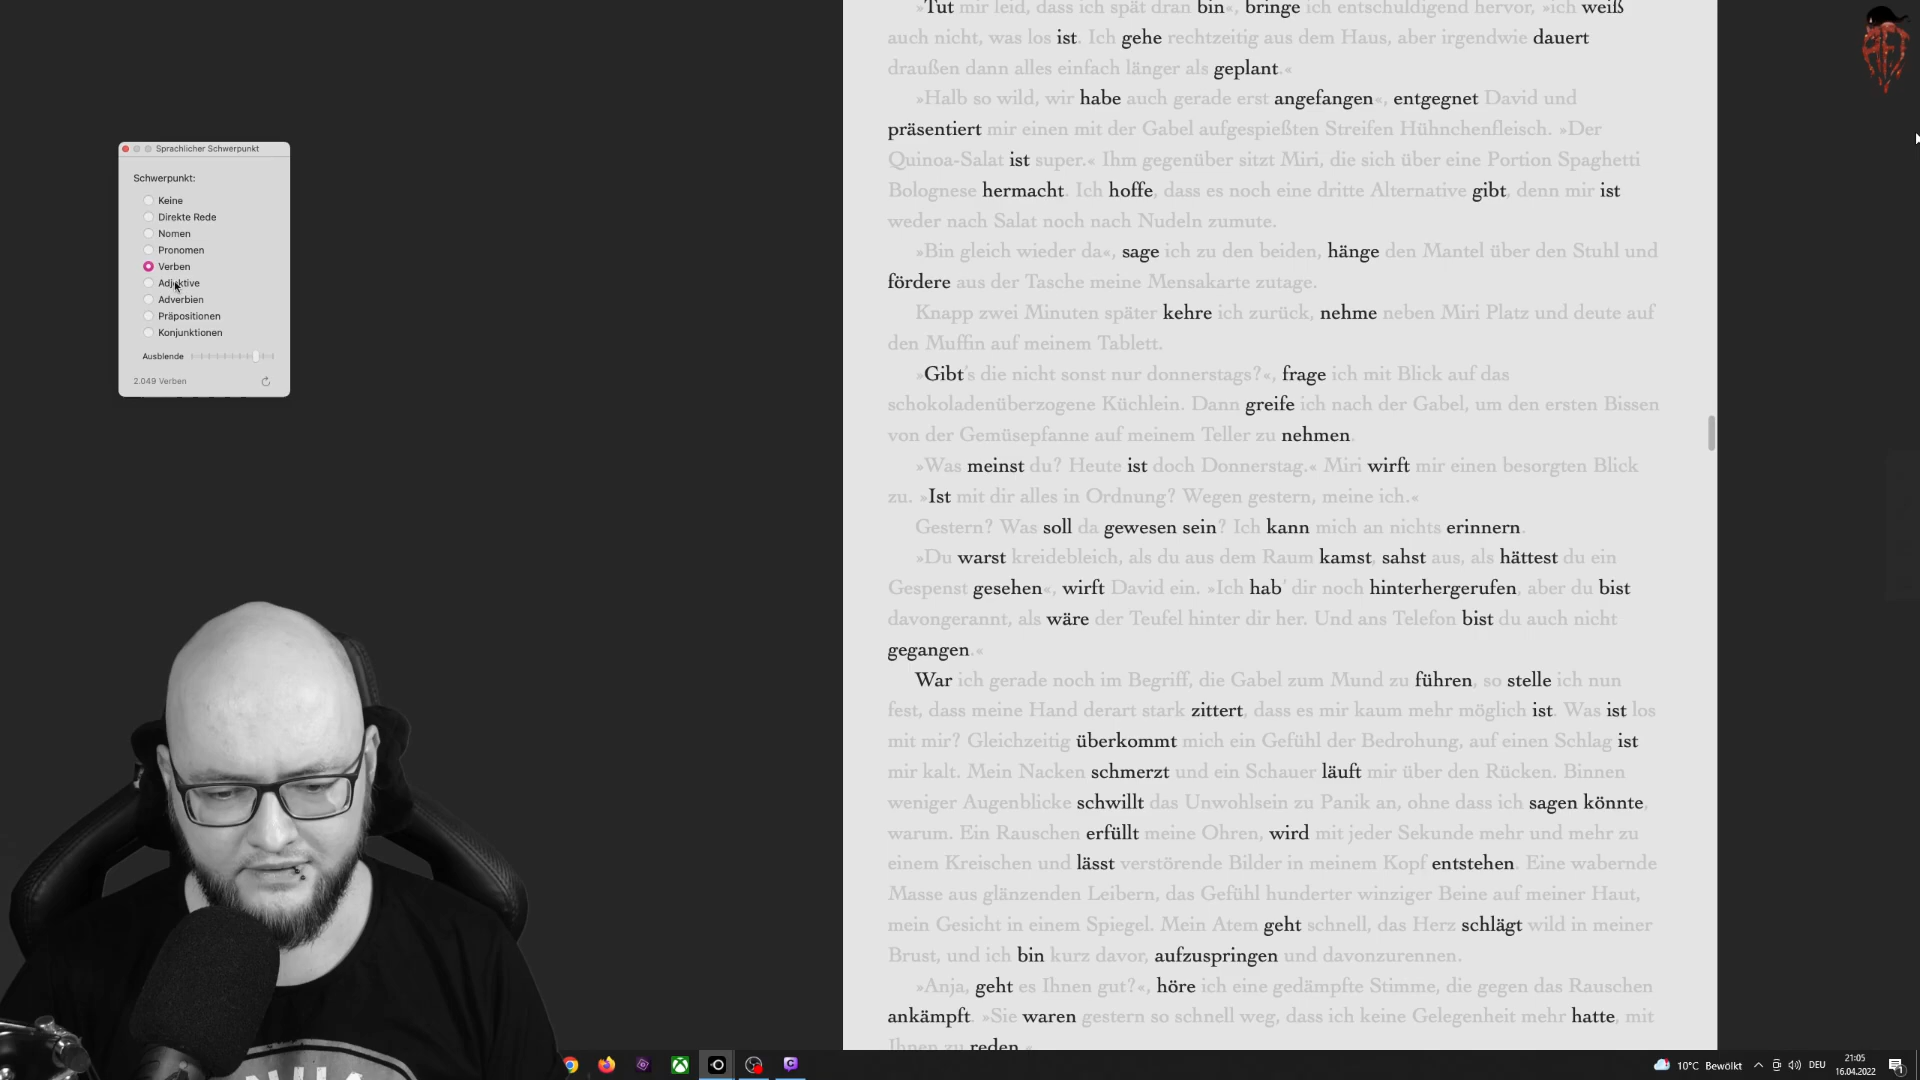 Sprachlicher Schwerpunkt
Schwerpunkt:
Keine
Direkte Rede
Nomen
Pronomen
Verben
Adjektive
Adverbien
Präpositionen
Konjunktionen
Ausblende
2.049 Verben
»Tut mir leid, dass ich spät dran bin«, bringe ich entschuldigend hervor, »ich weiß
auch nicht, was los ist. Ich gehe rechtzeitig aus dem Haus, aber irgendwie dauert
draußen dann alles einfach länger als geplant.«
»Halb so wild, wir habe auch gerade erst angefangen«, entgegnet David und
präsentiert mir einen mit der Gabel aufgespießten Streifen Hühnchenfleisch. »Der
Quinoa-Salat ist super.« Ihm gegenüber sitzt Miri, die sich über eine Portion Spaghetti
Bolognese hermacht. Ich hoffe, dass es noch eine dritte Alternative gibt, denn mir ist
weder nach Salat noch nach Nudeln zumute.
»Bin gleich wieder da«, sage ich zu den beiden, hänge den Mantel über den Stuhl und
fördere aus der Tasche meine Mensakarte zutage.
Knapp zwei Minuten später kehre ich zurück, nehme neben Miri Platz und deute auf
den Muffin auf meinem Tablett.
»Gibt's die nicht sonst nur donnerstags?«, frage ich mit Blick auf das
schokoladenüberzogene Küchlein. Dann greife ich nach der Gabel, um den ersten Bissen
von der Gemüsepfanne auf meinem Teller zu nehmen.
»Was meinst du? Heute ist doch Donnerstag.« Miri wirft mir einen besorgten Blick
zu. »Ist mit dir alles in Ordnung? Wegen gestern, meine ich.«
Gestern? Was soll da gewesen sein? Ich kann mich an nichts erinnern.
»Du warst kreidebleich, als du aus dem Raum kamst, sahst aus, als hättest du ein
Gespenst gesehen«, wirft David ein. »Ich hab' dir noch hinterhergerufen, aber du bist
davongerannt, als wäre der Teufel hinter dir her. Und ans Telefon bist du auch nicht
gegangen.«
War ich gerade noch im Begriff, die Gabel zum Mund zu führen, so stelle ich nun
fest, dass meine Hand derart stark zittert, dass es mir kaum mehr möglich ist. Was ist los
mit mir? Gleichzeitig überkommt mich ein Gefühl der Bedrohung, auf einen Schlag ist
mir kalt. Mein Nacken schmerzt und ein Schauer läuft mir über den Rücken. Binnen
weniger Augenblicke schwillt das Unwohlsein zu Panik an, ohne dass ich sagen könnte,
warum. Ein Rauschen erfüllt meine Ohren, wird mit jeder Sekunde mehr und mehr zu
einem Kreischen und lässt verstörende Bilder in meinem Kopf entstehen. Eine wabernde
Masse aus glänzenden Leibern, das Gefühl hunderter winziger Beine auf meiner Haut,
mein Gesicht in einem Spiegel. Mein Atem geht schnell, das Herz schlägt wild in meiner
Brust, und ich bin kurz davor, aufzuspringen und davonzurennen.
»Anja, geht es Ihnen gut?«, höre ich eine gedämpfte Stimme, die gegen das Rauschen
ankämpft. »Sie waren gestern so schnell weg, dass ich keine Gelegenheit mehr hatte, mit
Ihnen zu reden.«
10°C Bewölkt
DEU
21:05
16.04.2022